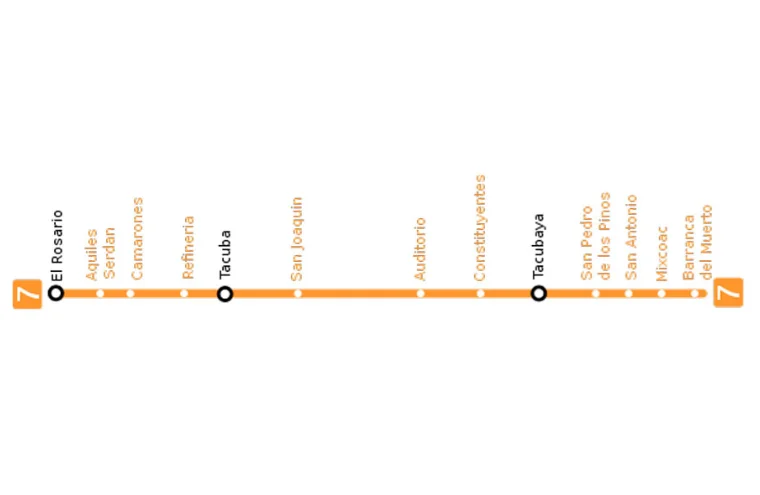 7
El Rosario
Aquiles
Serdan
Camarones
Refineria
Tacuba
San Joaquin
Auditorio
Constituyentes
Tacubaya
San Pedro
de los Pinos
San Antonio
Mixcoac
Barranca
del Muerto
7